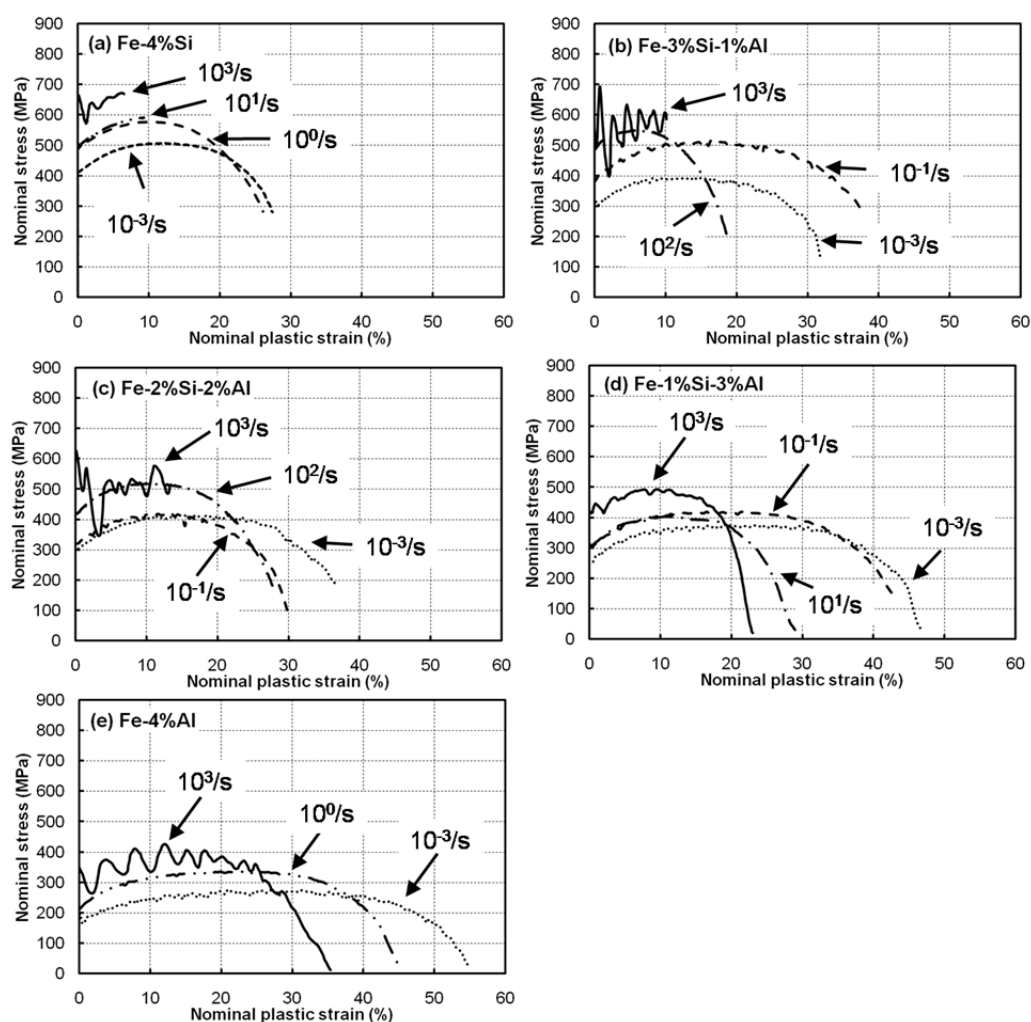 (a) Fe-4%Si
Nominal stress (MPa)
900
800
700
600
500
400
300
200
100
0
10³/s
10¹/s
10⁰/s
10⁻³/s
0 10 20 30 40 50 60
Nominal plastic strain (%)
(b) Fe-3%Si-1%Al
Nominal stress (MPa)
900
800
700
600
500
400
300
200
100
0
10³/s
10⁻¹/s
10²/s
10⁻³/s
0 10 20 30 40 50 60
Nominal plastic strain (%)
(c) Fe-2%Si-2%Al
Nominal stress (MPa)
900
800
700
600
500
400
300
200
100
0
10³/s
10²/s
10⁻³/s
10⁻¹/s
0 10 20 30 40 50 60
Nominal plastic strain (%)
(d) Fe-1%Si-3%Al
Nominal stress (MPa)
900
800
700
600
500
400
300
200
100
0
10³/s
10⁻¹/s
10⁻³/s
10¹/s
0 10 20 30 40 50 60
Nominal plastic strain (%)
(e) Fe-4%Al
Nominal stress (MPa)
900
800
700
600
500
400
300
200
100
0
10³/s
10⁰/s
10⁻³/s
0 10 20 30 40 50 60
Nominal plastic strain (%)